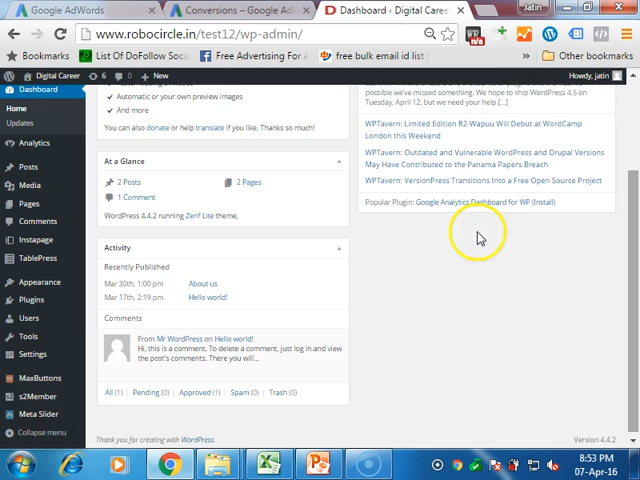 Google AdWords
Conversions – Google Ad
Dashboard ‹ Digital Caree
Jatin
www.robocircle.in/test12/wp-admin/
n/a
Bookmarks
List Of DoFollow Soci
Free Advertising For
free bulk email id list
»
Other bookmarks
Digital Career
6
0
New
Howdy, jatin
Dashboard
Home
Updates
Analytics
Posts
Media
Pages
Comments
Instapage
TablePress
Appearance
Plugins
Users
Tools
Settings
MaxButtons
s2Member
Meta Slider
Collapse menu
Automatic or your own preview images
And more
You can also donate or help translate if you like. Thanks so much!
At a Glance
2 Posts
2 Pages
1 Comment
WordPress 4.4.2 running Zerif Lite theme.
Activity
Recently Published
Mar 30th, 1:00 pm
About us
Mar 17th, 2:19 pm
Hello world!
Comments
From Mr WordPress on Hello world!
Hi, this is a comment. To delete a comment, just log in and view
the post's comments. There you will...
All (1) | Pending (0) | Approved (1) | Spam (0) | Trash (0)
possible we've missed something. We hope to ship WordPress 4.5 on
Tuesday, April 12, but we need your help [...]
WPTavern: Limited Edition R2-Wapuu Will Debut at WordCamp
London this Weekend
WPTavern: Outdated and Vulnerable WordPress and Drupal Versions
May Have Contributed to the Panama Papers Breach
WPTavern: VersionPress Transitions Into a Free Open Source Project
Popular Plugin: Google Analytics Dashboard for WP (Install)
Thank you for creating with WordPress.
Version 4.4.2
8:53 PM
07-Apr-16